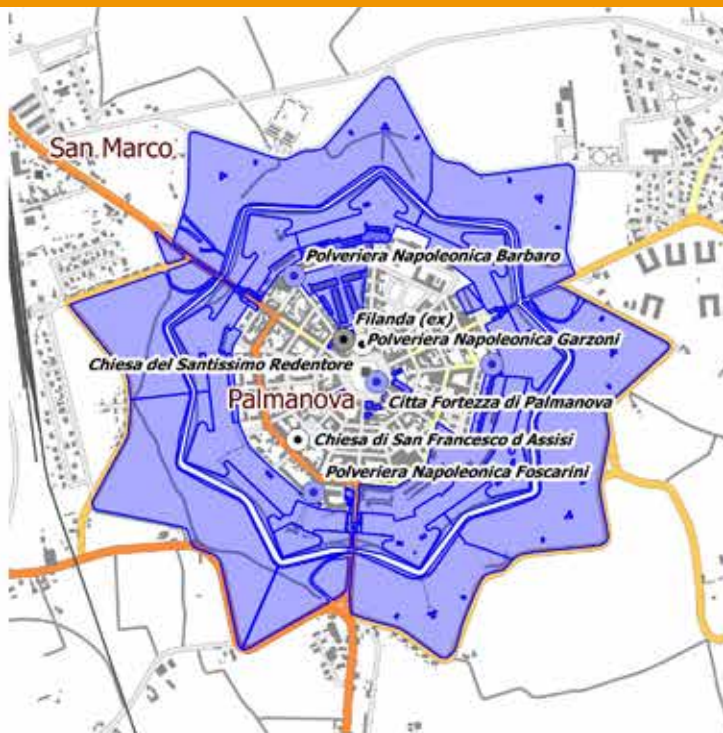 San Marco
Polveriera Napoleonica Barbaro
Filanda (ex)
Polveriera Napoleonica Garzoni
Chiesa del Santissimo Redentore
Palmanova
Citta Fortezza di Palmanova
Chiesa di San Francesco d Assisi
Polveriera Napoleonica Foscarini